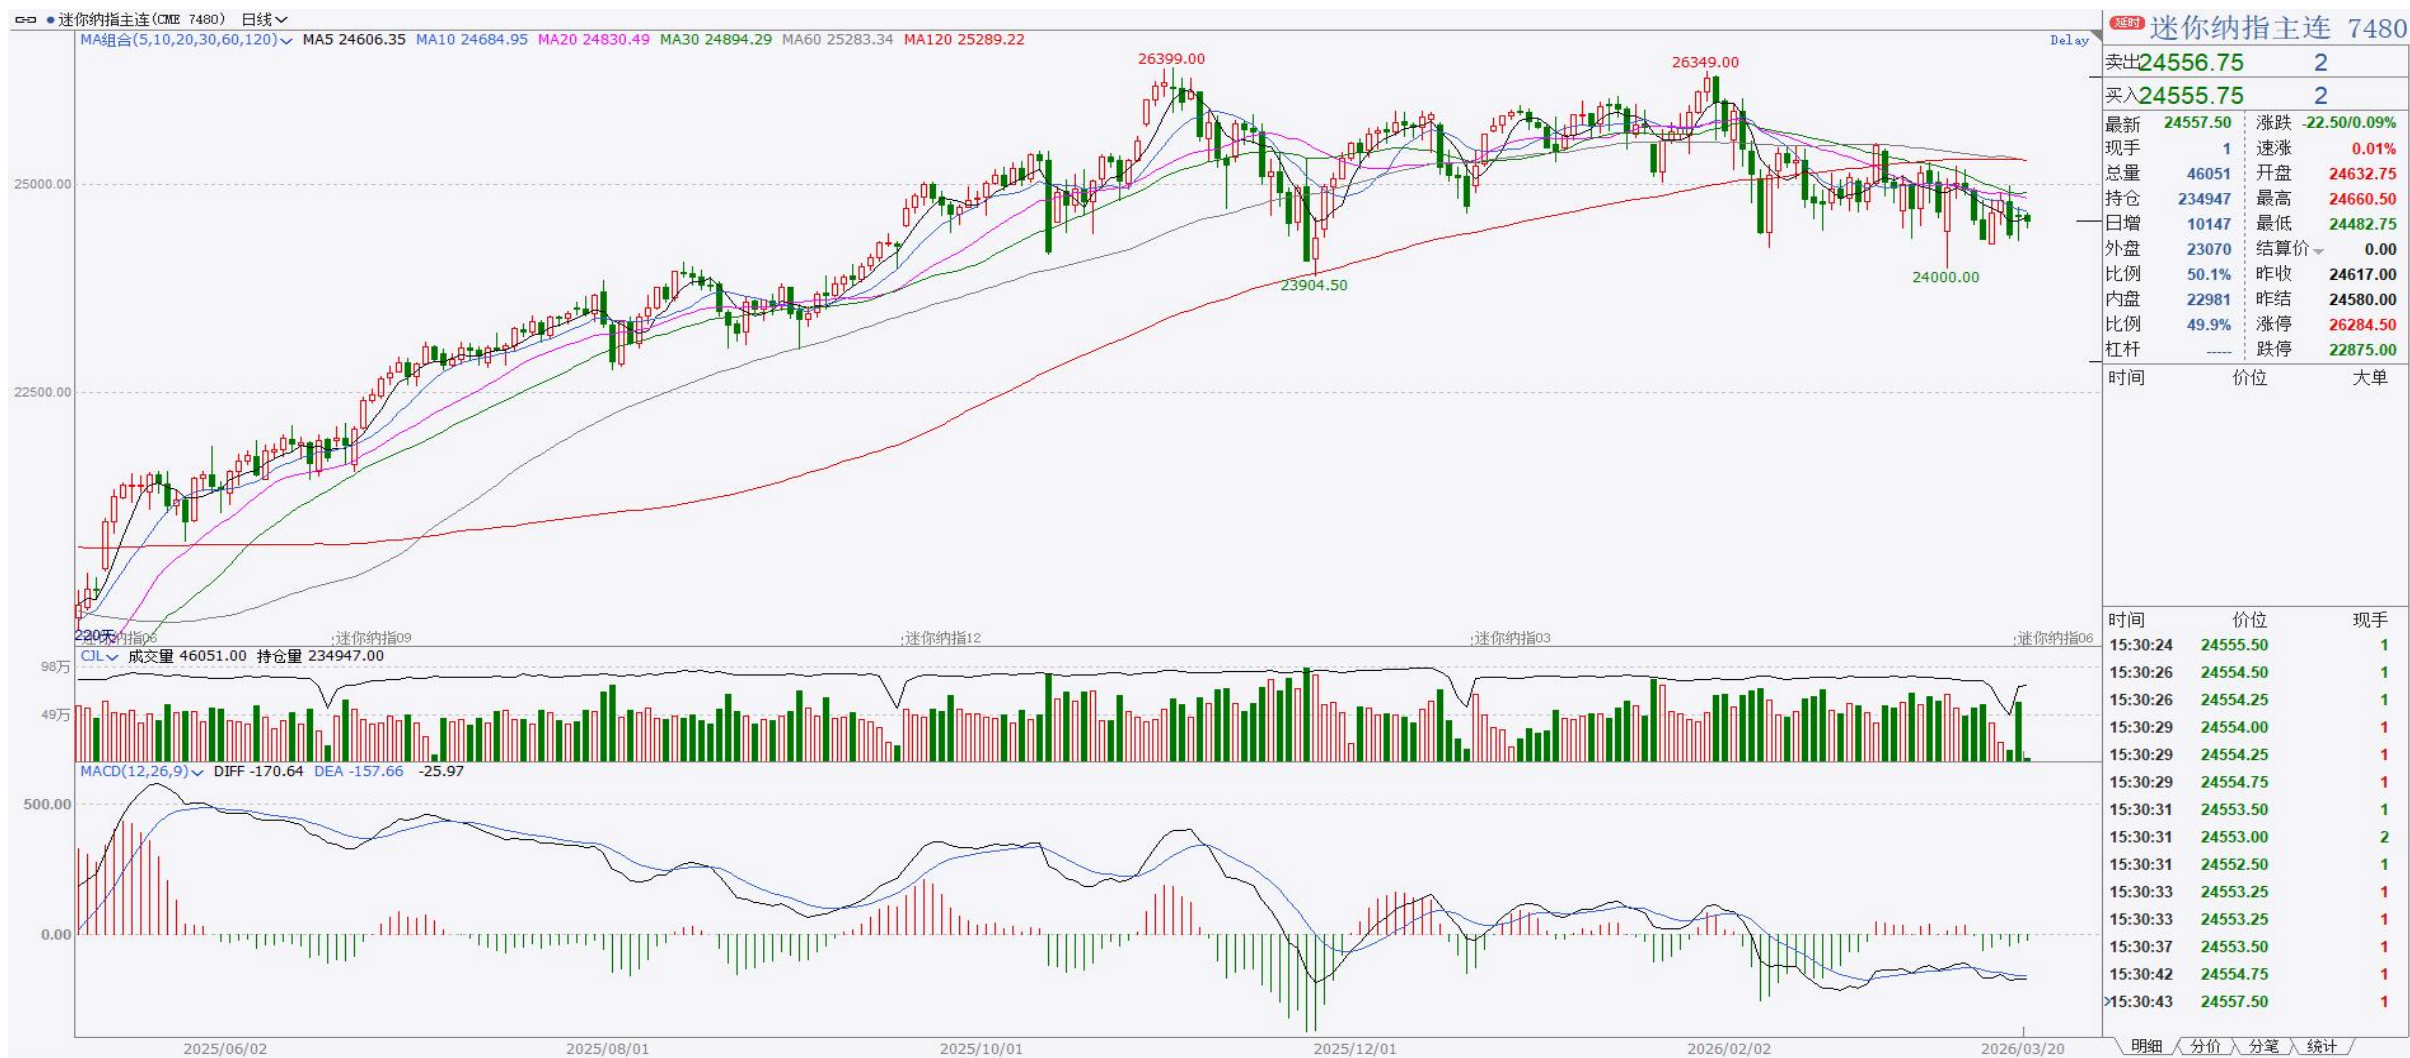 迷你纳指主连(CME 7480) 日线
MA组合(5,10,20,30,60,120) MA5 24606.35 MA10 24684.95 MA20 24830.49 MA30 24894.29 MA60 25283.34 MA120 25289.22
Delay
26399.00
26349.00
25000.00
24000.00
23904.50
22500.00
220天
迷你纳指06 迷你纳指09 迷你纳指12 迷你纳指03 迷你纳指06
CJL 成交量 46051.00 持仓量 234947.00
98万
49万
MACD(12,26,9) DIFF -170.64 DEA -157.66 -25.97
500.00
0.00
2025/06/02 2025/08/01 2025/10/01 2025/12/01 2026/02/02 2026/03/20
延时 迷你纳指主连 7480
卖出 24556.75 2
买入 24555.75 2
最新 24557.50 涨跌 -22.50/0.09%
现手 1 速涨 0.01%
总量 46051 开盘 24632.75
持仓 234947 最高 24660.50
日增 10147 最低 24482.75
外盘 23070 结算价 0.00
比例 50.1% 昨收 24617.00
内盘 22981 昨结 24580.00
比例 49.9% 涨停 26284.50
杠杆 ----- 跌停 22875.00
时间 价位 大单
时间 价位 现手
15:30:24 24555.50 1
15:30:26 24554.50 1
15:30:26 24554.25 1
15:30:29 24554.00 1
15:30:29 24554.25 1
15:30:29 24554.75 1
15:30:31 24553.50 1
15:30:31 24553.00 2
15:30:31 24552.50 1
15:30:33 24553.25 1
15:30:33 24553.25 1
15:30:37 24553.50 1
15:30:42 24554.75 1
15:30:43 24557.50 1
明细 分价 分笔 统计